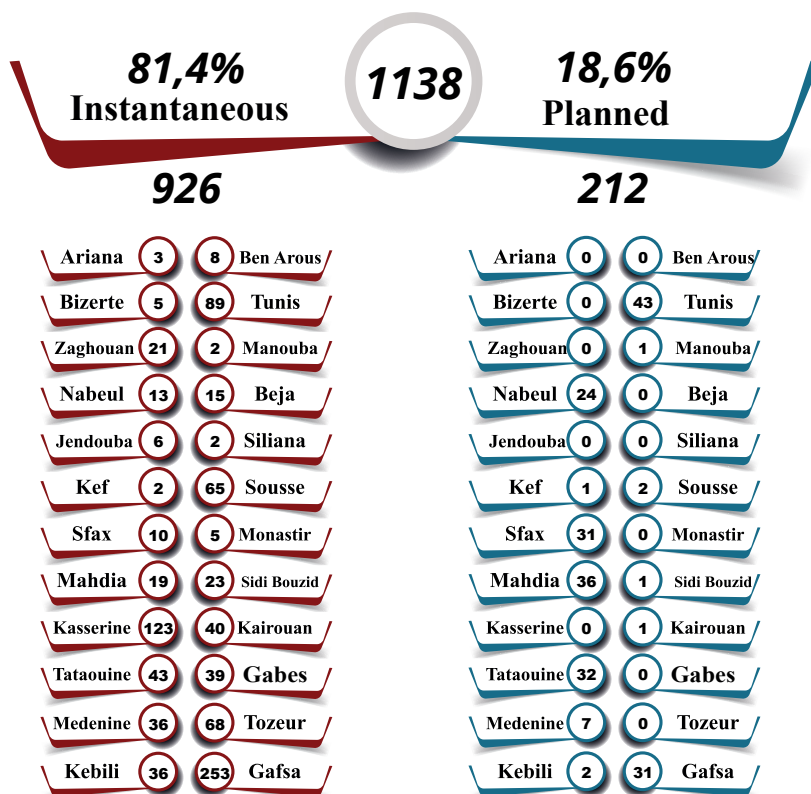 81,4%
Instantaneous
1138
18,6%
Planned
926
212
Ariana 3 8 Ben Arous
Bizerte 5 89 Tunis
Zaghouan 21 2 Manouba
Nabeul 13 15 Beja
Jendouba 6 2 Siliana
Kef 2 65 Sousse
Sfax 10 5 Monastir
Mahdia 19 23 Sidi Bouzid
Kasserine 123 40 Kairouan
Tataouine 43 39 Gabes
Medenine 36 68 Tozeur
Kebili 36 253 Gafsa
Ariana 0 0 Ben Arous
Bizerte 0 43 Tunis
Zaghouan 0 1 Manouba
Nabeul 24 0 Beja
Jendouba 0 0 Siliana
Kef 1 2 Sousse
Sfax 31 0 Monastir
Mahdia 36 1 Sidi Bouzid
Kasserine 0 1 Kairouan
Tataouine 32 0 Gabes
Medenine 7 0 Tozeur
Kebili 2 31 Gafsa